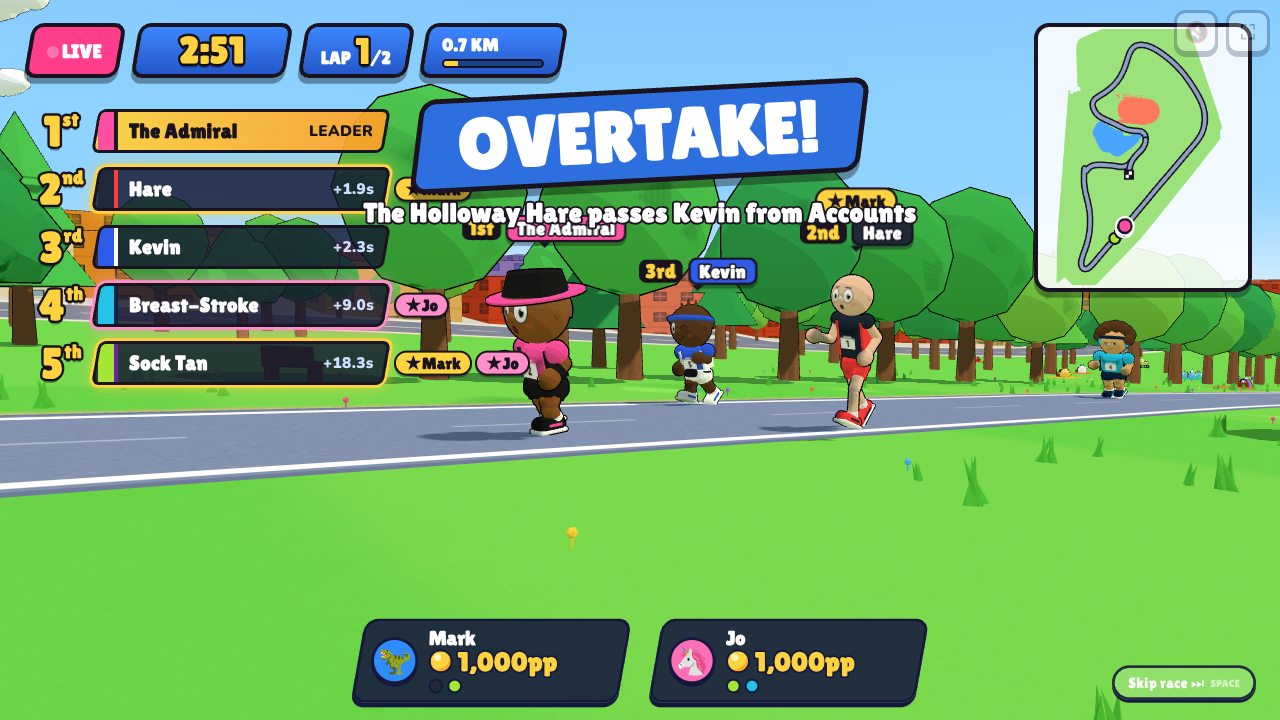 LIVE
2:51
LAP 1/2
0.7 KM
OVERTAKE!
The Holloway Hare passes Kevin from Accounts
1st The Admiral LEADER
2nd Hare +1.9s
3rd Kevin +2.3s
4th Breast-Stroke +9.0s ★Jo
5th Sock Tan +18.3s ★Mark ★Jo
1st The Admiral
★Mark
2nd Hare
3rd Kevin
1
Mark
1,000pp
Jo
1,000pp
Skip race SPACE